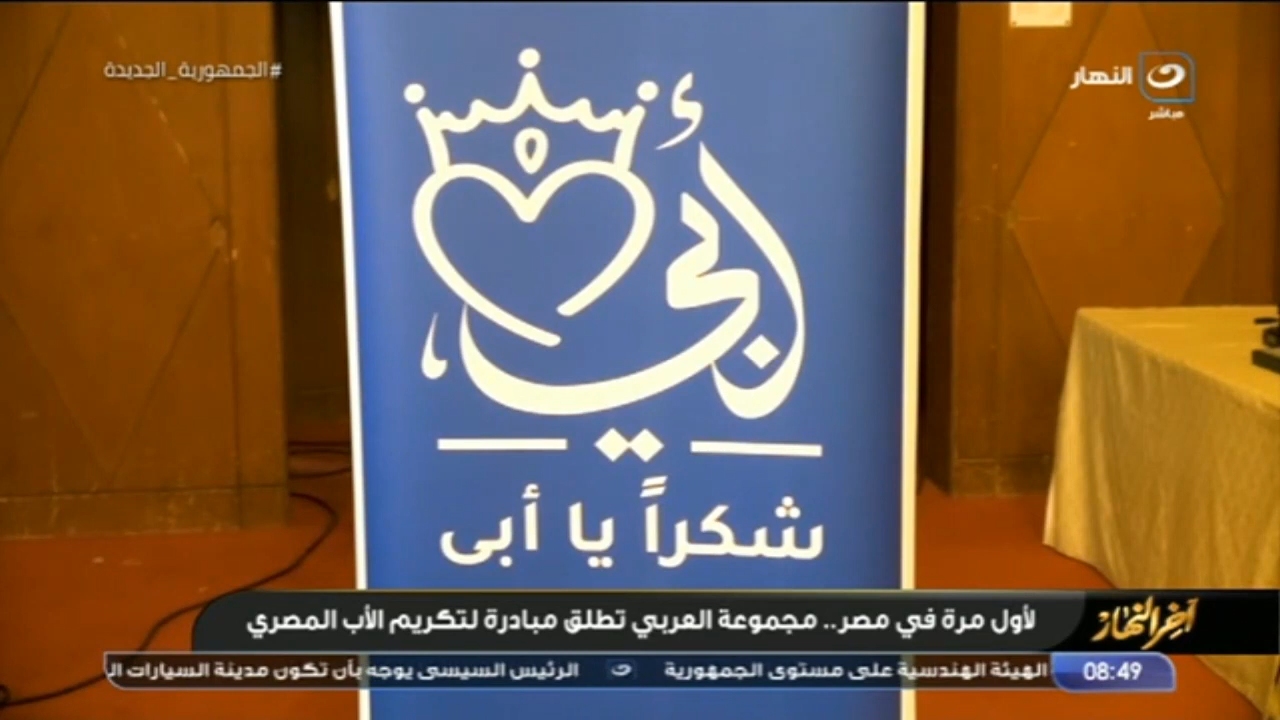 #الجمهورية_الجديدة
النهار
مباشر
أبي
شكراً يا أبى
لأول مرة في مصر.. مجموعة العربي تطلق مبادرة لتكريم الأب المصري
آخر النهار
08:49
الهيئة الهندسية على مستوى الجمهورية
الرئيس السيسى يوجه بأن تكون مدينة السيارات